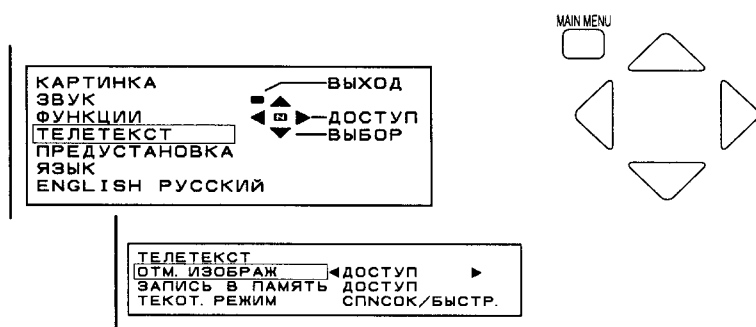 MAIN MENU
КАРТИНКА
ВЫХОД
ЗВУК
ФУНКЦИИ
ДОСТУП
ТЕЛЕТЕКСТ
ВЫБОР
ПРЕДУСТАНОВКА
ЯЗЫК
ENGLISH РУССКИЙ
ТЕЛЕТЕКСТ
ОТМ. ИЗОБРАЖ ДОСТУП
ЗАПИСЬ В ПАМЯТЬ ДОСТУП
ТЕКОТ. РЕЖИМ СПNСОК/БЫСТР.